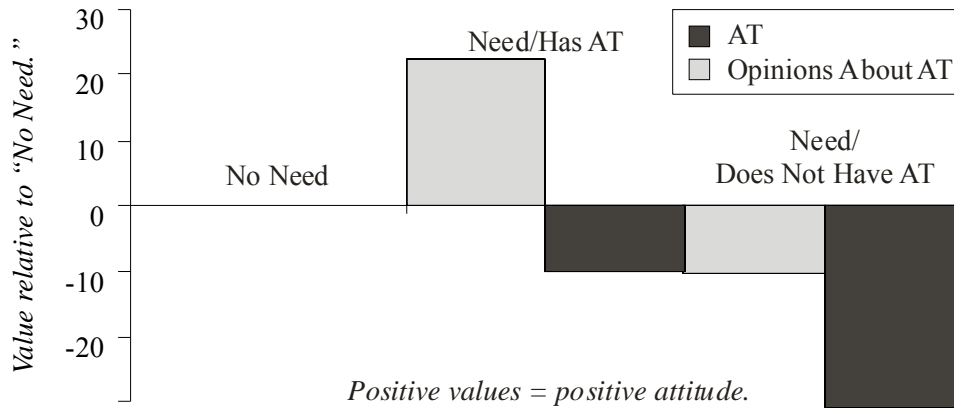 Value relative to “No Need.”
30
20
10
0
-10
-20
No Need
Need/Has AT
AT
Opinions About AT
Need/
Does Not Have AT
Positive values = positive attitude.